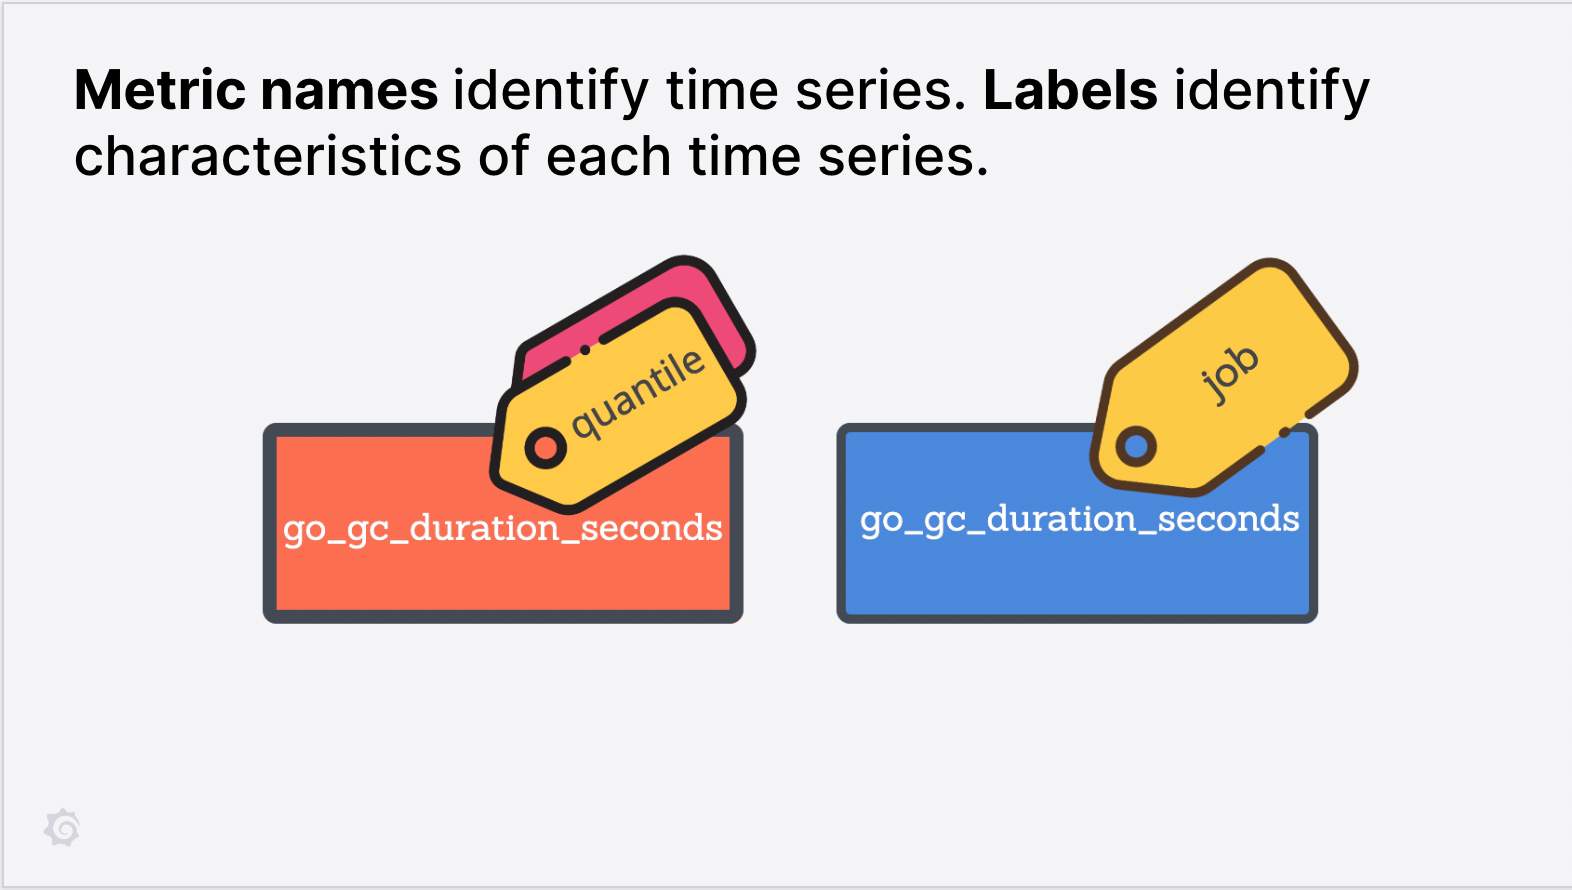 Metric names identify time series. Labels identify
characteristics of each time series.
quantile
go_gc_duration_seconds
job
go_gc_duration_seconds